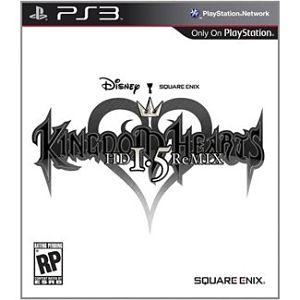 PS3
PlayStation Network
Only On PlayStation.
Disney SQUARE ENIX
KINGDOM HEARTS
HD 1.5 ReMIX
RATING PENDING
RP
ESRB
SQUARE ENIX